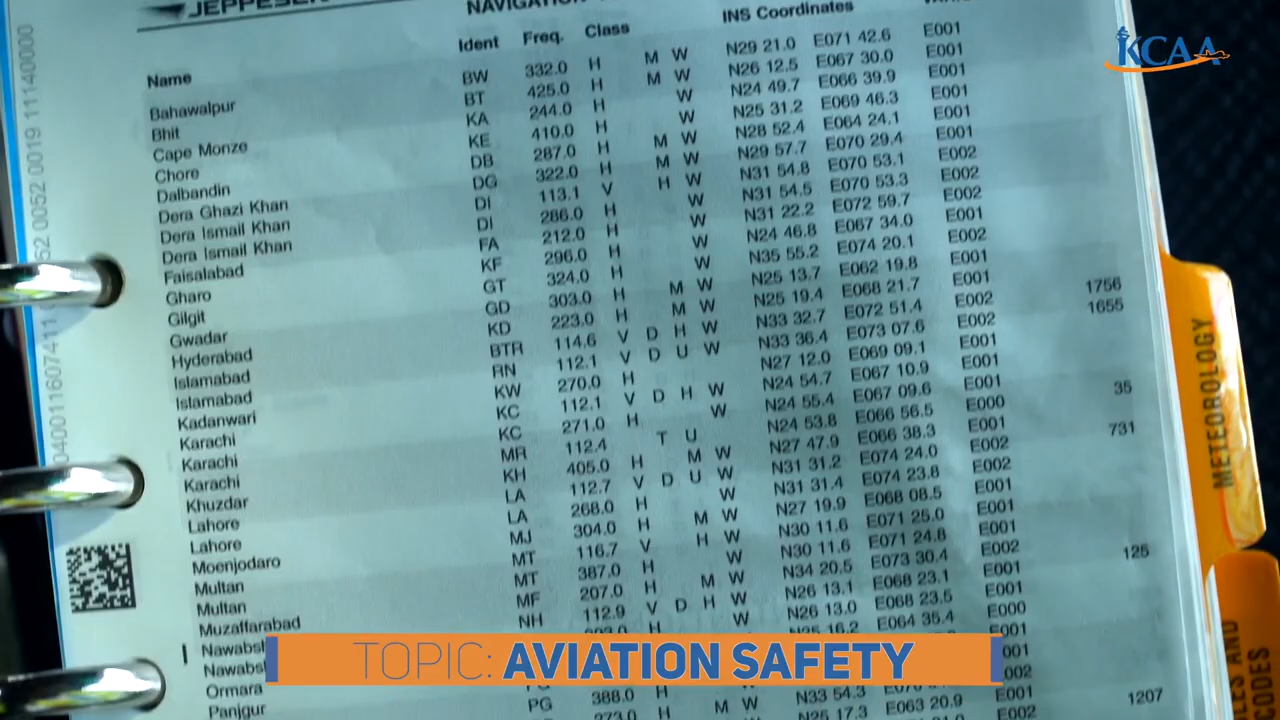 JEPPESEN
NAVIGATION
Name Ident Freq. Class INS Coordinates
Bahawalpur BW 332.0 H M W N29 21.0 E071 42.6 E001
Bhit BT 425.0 H M W N26 12.5 E067 30.0 E001
Cape Monze KA 244.0 H W N24 49.7 E066 39.9 E001
Chore KE 410.0 H W N25 31.2 E069 46.3 E001
Dalbandin DB 287.0 H M W N28 52.4 E064 24.1 E001
Dera Ghazi Khan DG 322.0 H M W N29 57.7 E070 29.4 E001
Dera Ismail Khan DI 113.1 V H W N31 54.8 E070 53.1 E002
Dera Ismail Khan DI 286.0 H W N31 54.5 E070 53.3 E002
Faisalabad FA 212.0 H W N31 22.2 E072 59.7 E002
Gharo KF 296.0 H W N24 46.8 E067 34.0 E001
Gilgit GT 324.0 H W N35 55.2 E074 20.1 E002
Gwadar GD 303.0 H M W N25 13.7 E062 19.8 E001
Hyderabad KD 223.0 H M W N25 19.4 E068 21.7 E001
Islamabad BTR 114.6 V D H W N33 32.7 E072 51.4 E002 1756
Islamabad RN 112.1 V D U W N33 36.4 E073 07.6 E002 1655
Kadanwari KW 270.0 H N27 12.0 E069 09.1 E001
Karachi KC 112.1 V D H W N24 54.7 E067 10.9 E001
Karachi KC 271.0 H W N24 55.4 E067 09.6 E001
Karachi MR 112.4 T U N24 53.8 E066 56.5 E000 35
Khuzdar KH 405.0 H M W N27 47.9 E066 38.3 E001
Lahore LA 112.7 V D U W N31 31.2 E074 24.0 E002 731
Lahore LA 268.0 H W N31 31.4 E074 23.8 E002
Moenjodaro MJ 304.0 H M W N27 19.9 E068 08.5 E001
Multan MT 116.7 V H W N30 11.6 E071 25.0 E001
Multan MT 387.0 H W N30 11.6 E071 24.8 E001
Muzaffarabad MF 207.0 H M W N34 20.5 E073 30.4 E002
Nawabs NH 112.9 V D H W N26 13.1 E068 23.1 E001 125
Nawabs H N26 13.0 E068 23.5 E001
Ormara N25 16.2 E064 35.4 E000
Panjgur PG 388.0 H E001
273.0 H M W N33 54.3 E002
N25 17.3 E063 20.9 E001 1207
040011607411
52 0052 0019 111400000
METEOROLOGY
LES AND
CODES
KCAA
TOPIC: AVIATION SAFETY